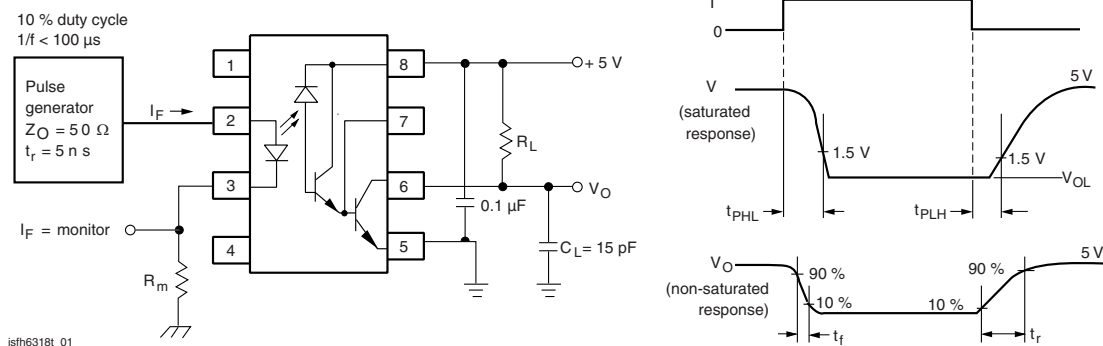 10 % duty cycle
1/f < 100 µs
Pulse
generator
Z_O = 50 Ω
t_r = 5 n s
I_F
1
2
3
4
8
7
6
5
+ 5 V
R_L
V_O
0.1 µF
C_L = 15 pF
I_F = monitor
R_m
isfh6318t_01
0
V
(saturated
response)
5 V
1.5 V
1.5 V
V_OL
t_PHL
t_PLH
V_O
(non-saturated
response)
90 %
10 %
10 %
90 %
5 V
t_f
t_r